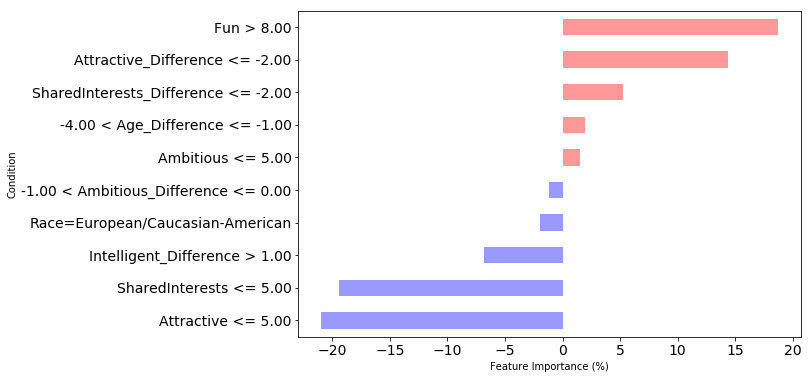 Fun > 8.00
Attractive_Difference <= -2.00
SharedInterests_Difference <= -2.00
-4.00 < Age_Difference <= -1.00
Ambitious <= 5.00
-1.00 < Ambitious_Difference <= 0.00
Race=European/Caucasian-American
Intelligent_Difference > 1.00
SharedInterests <= 5.00
Attractive <= 5.00
Condition
−20 −15 −10 −5 0 5 10 15 20
Feature Importance (%)